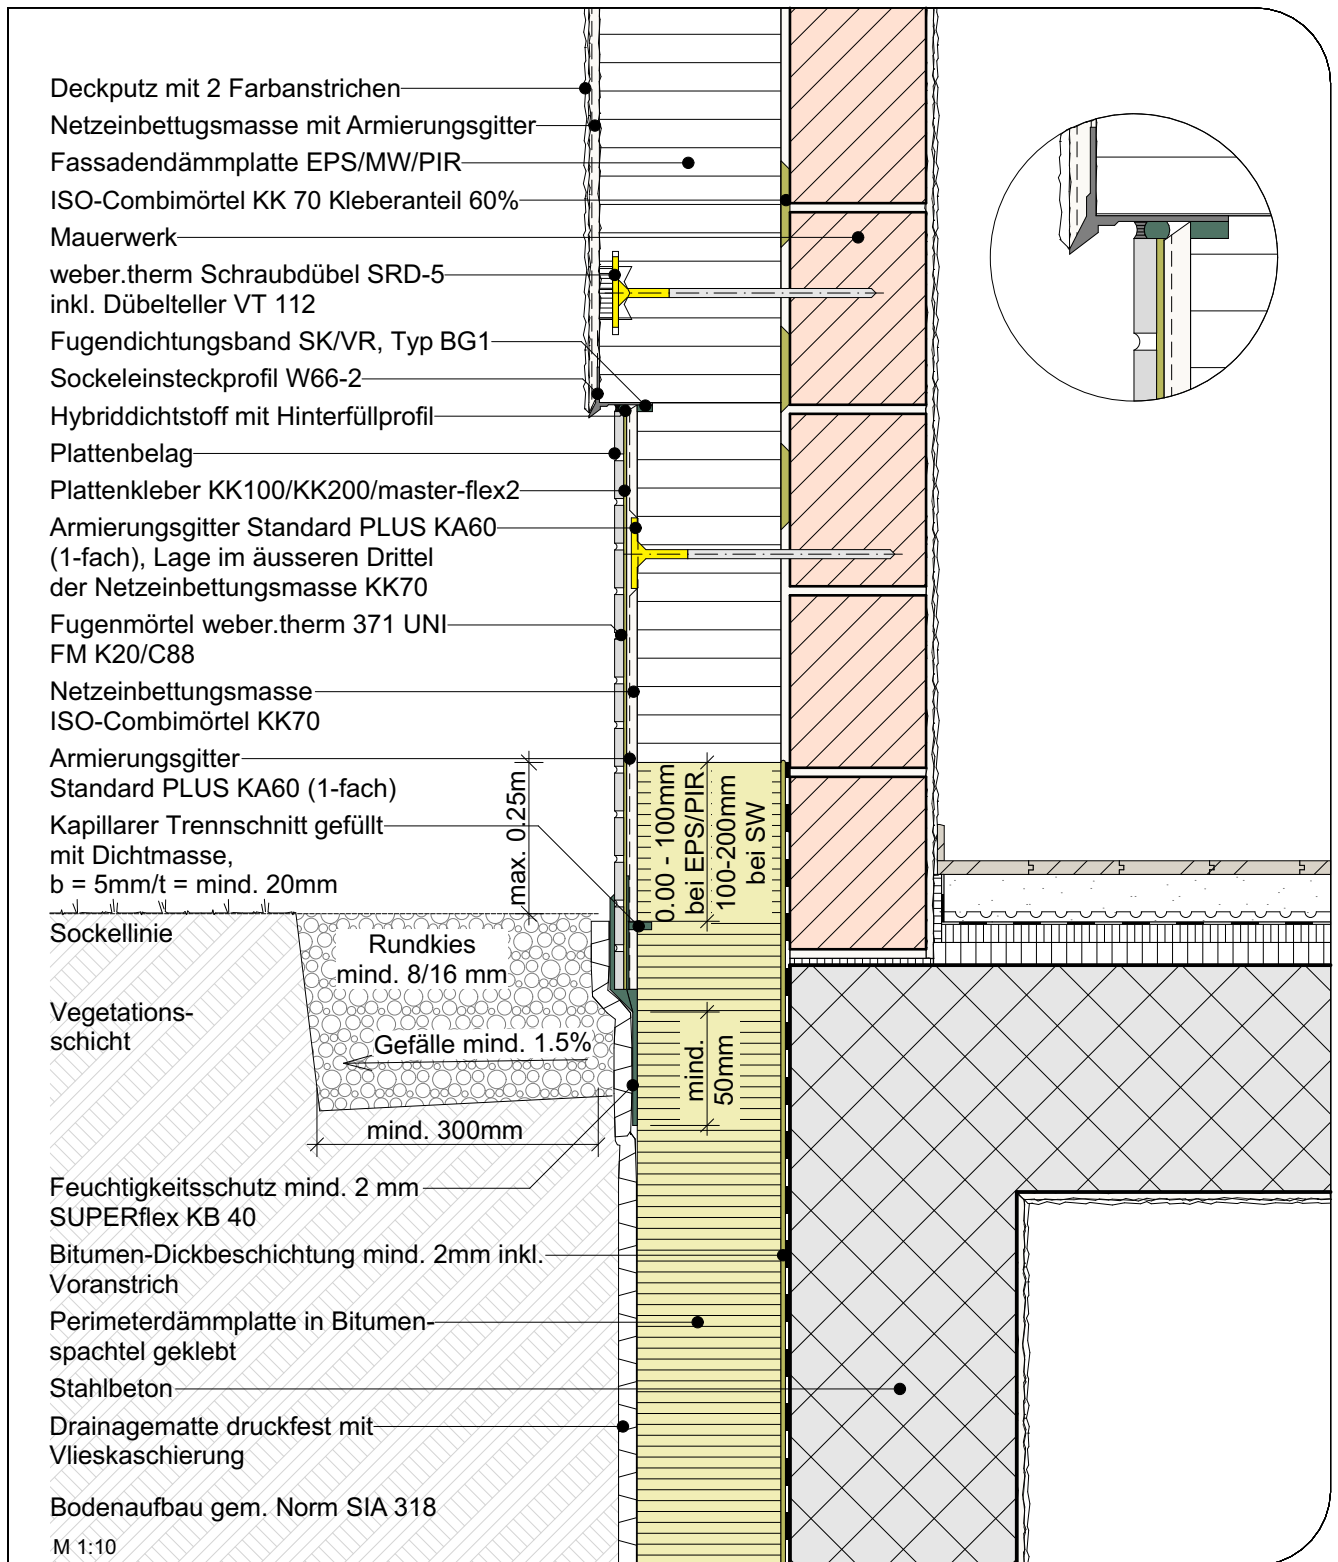 Deckputz mit 2 Farbanstrichen
Netzeinbettugsmasse mit Armierungsgitter
Fassadendämmplatte EPS/MW/PIR
ISO-Combimörtel KK 70 Kleberanteil 60%
Mauerwerk
weber.therm Schraubdübel SRD-5
inkl. Dübelteller VT 112
Fugendichtungsband SK/VR, Typ BG1
Sockeleinsteckprofil W66-2
Hybriddichtstoff mit Hinterfüllprofil
Plattenbelag
Plattenkleber KK100/KK200/master-flex2
Armierungsgitter Standard PLUS KA60
(1-fach), Lage im äusseren Drittel
der Netzeinbettungsmasse KK70
Fugenmörtel weber.therm 371 UNI
FM K20/C88
Netzeinbettungsmasse
ISO-Combimörtel KK70
Armierungsgitter
Standard PLUS KA60 (1-fach)
Kapillarer Trennschnitt gefüllt
mit Dichtmasse,
b = 5mm/t = mind. 20mm
max. 0.25m
0.00 - 100mm
bei EPS/PIR
100-200mm
bei SW
Sockellinie
Rundkies
mind. 8/16 mm
Vegetations-
schicht
Gefälle mind. 1.5%
mind.
50mm
mind. 300mm
Feuchtigkeitsschutz mind. 2 mm
SUPERflex KB 40
Bitumen-Dickbeschichtung mind. 2mm inkl.
Voranstrich
Perimeterdämmplatte in Bitumen-
spachtel geklebt
Stahlbeton
Drainagematte druckfest mit
Vlieskaschierung
Bodenaufbau gem. Norm SIA 318
M 1:10